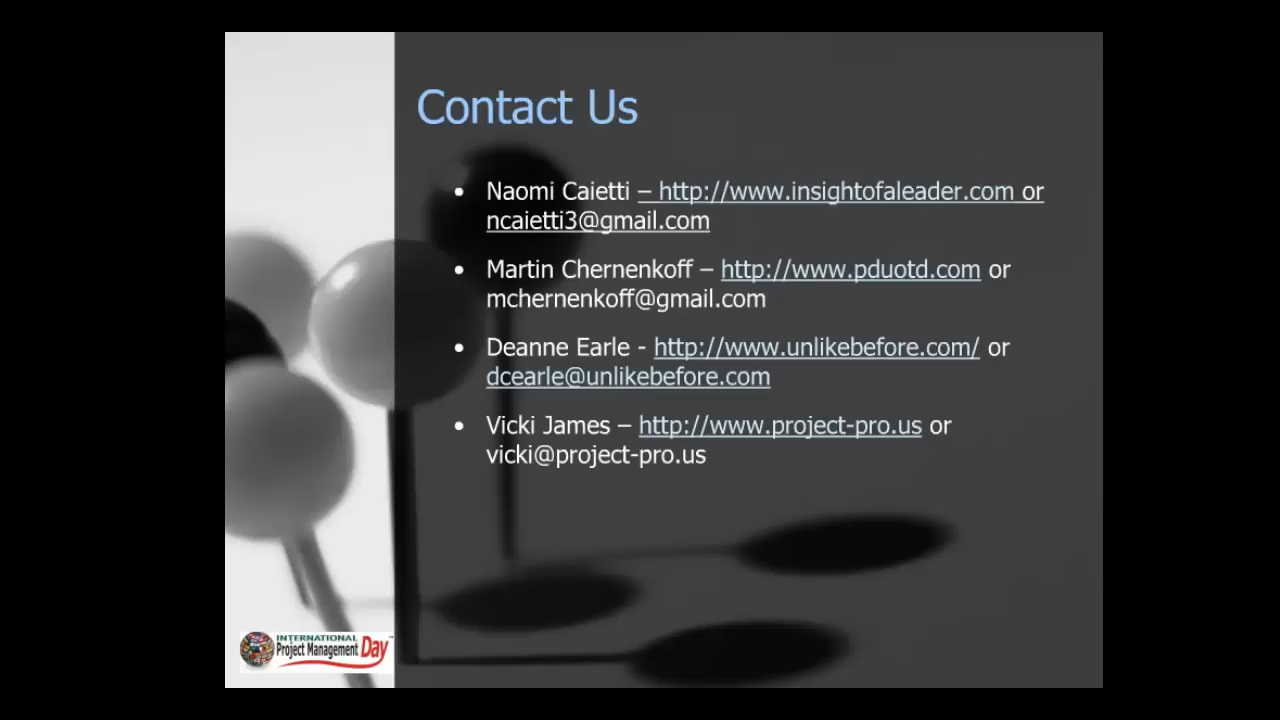 Contact Us
• Naomi Caietti – http://www.insightofaleader.com or
ncaietti3@gmail.com
• Martin Chernenkoff – http://www.pduotd.com or
mchernenkoff@gmail.com
• Deanne Earle - http://www.unlikebefore.com/ or
dcearle@unlikebefore.com
• Vicki James – http://www.project-pro.us or
vicki@project-pro.us
INTERNATIONAL
Project Management Day